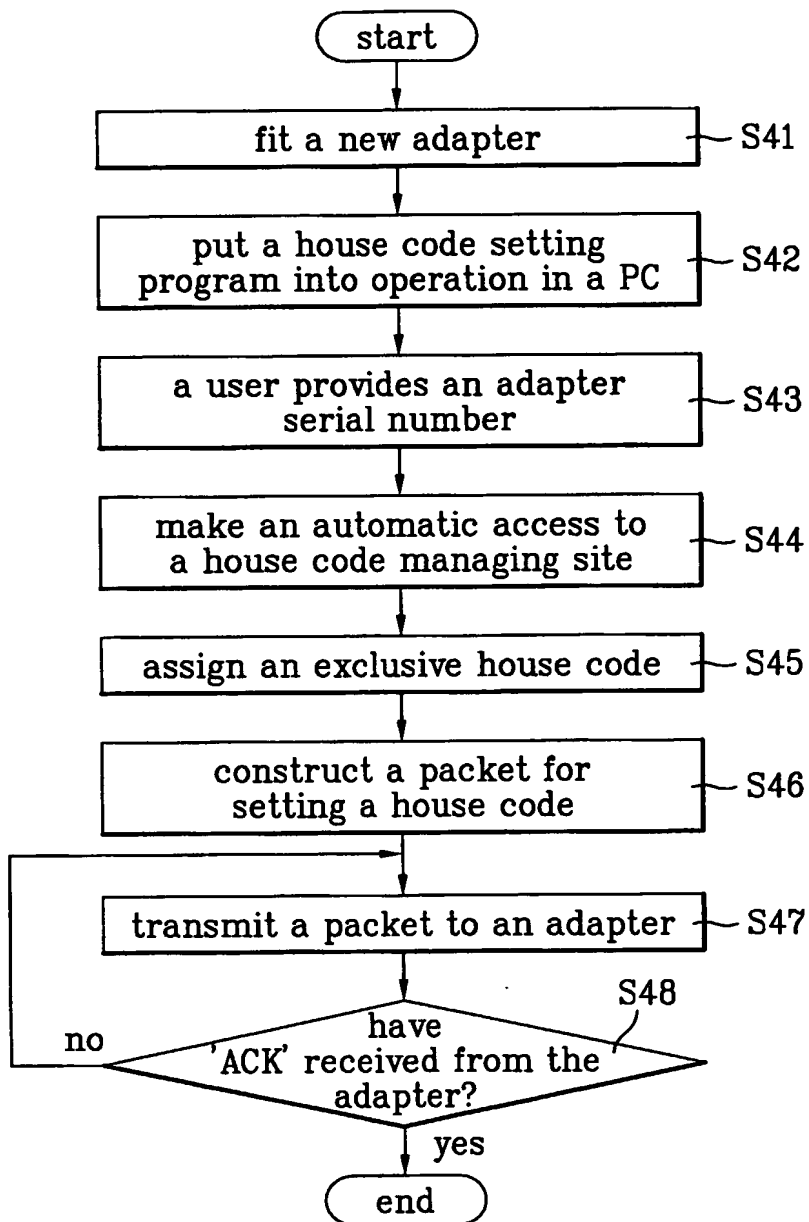 start
fit a new adapter
S41
put a house code setting
program into operation in a PC
S42
a user provides an adapter
serial number
S43
make an automatic access to
a house code managing site
S44
assign an exclusive house code
S45
construct a packet for
setting a house code
S46
transmit a packet to an adapter
S47
S48
have
'ACK' received from the
adapter?
no
yes
end